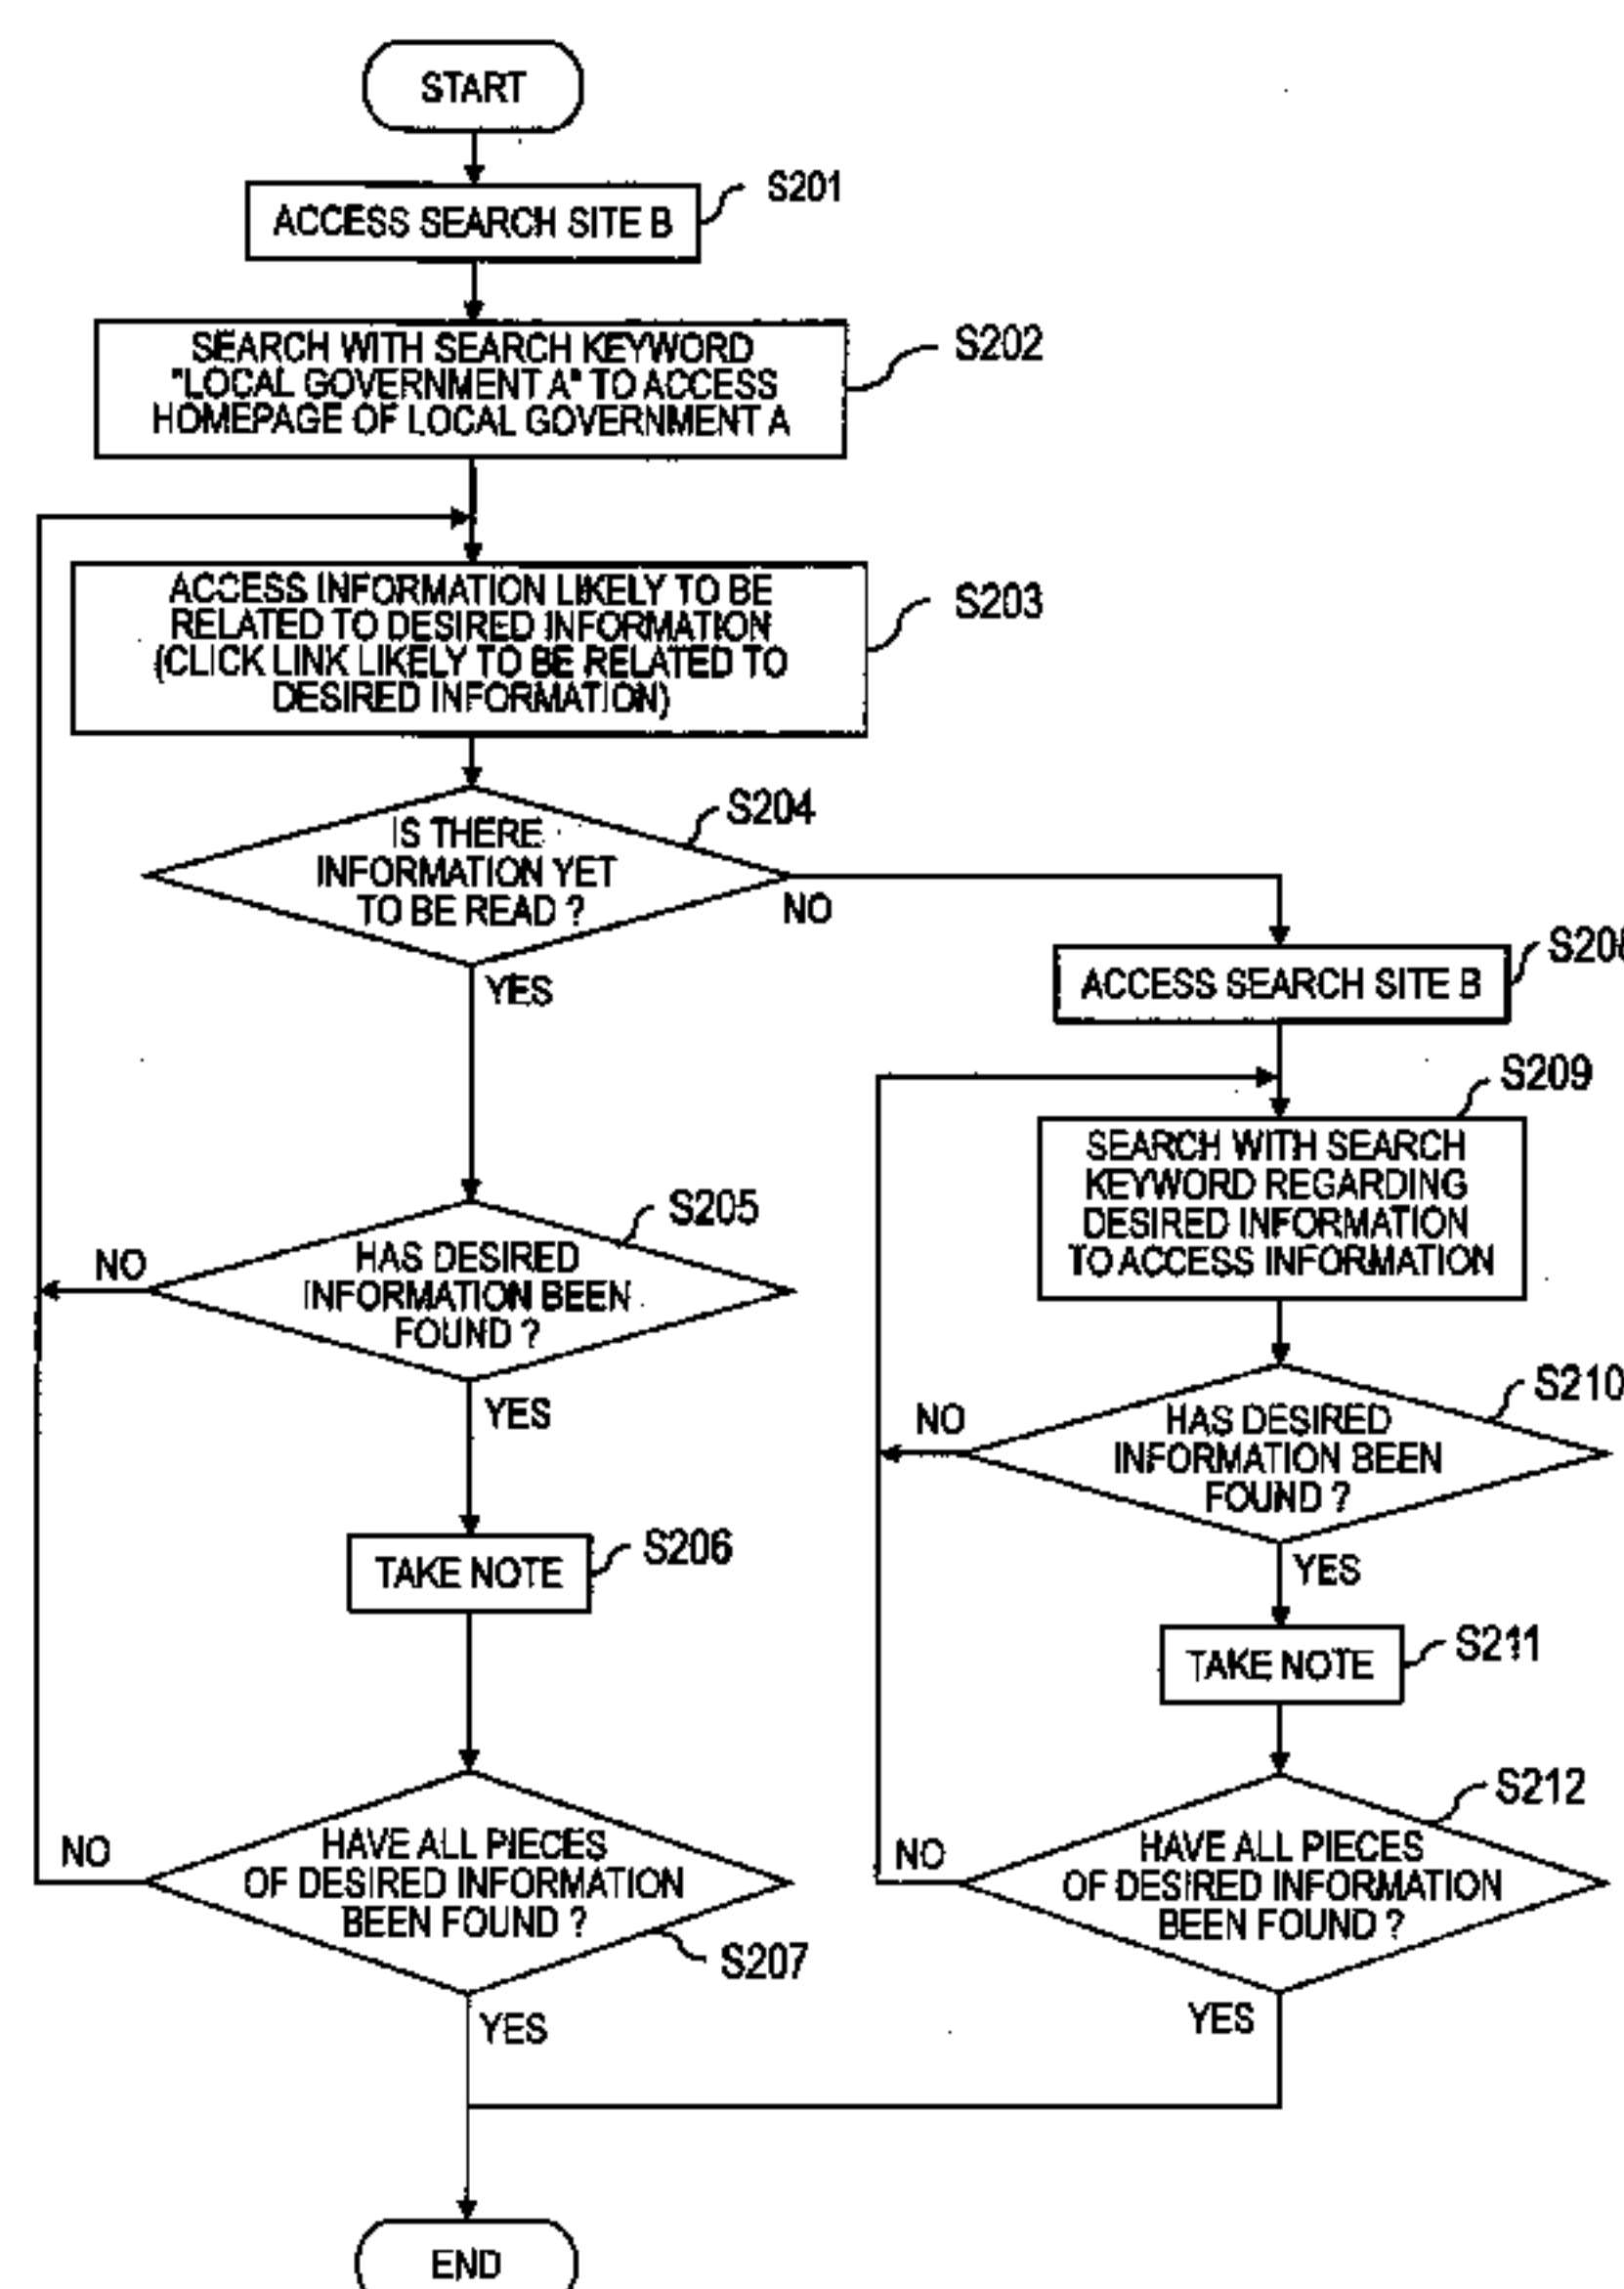 START
ACCESS SEARCH SITE B
S201
SEARCH WITH SEARCH KEYWORD
"LOCAL GOVERNMENT A" TO ACCESS
HOMEPAGE OF LOCAL GOVERNMENT A
S202
ACCESS INFORMATION LIKELY TO BE
RELATED TO DESIRED INFORMATION
(CLICK LINK LIKELY TO BE RELATED TO
DESIRED INFORMATION)
S203
IS THERE
INFORMATION YET
TO BE READ ?
S204
NO
YES
HAS DESIRED
INFORMATION BEEN
FOUND ?
S205
NO
YES
TAKE NOTE
S206
HAVE ALL PIECES
OF DESIRED INFORMATION
BEEN FOUND ?
S207
NO
YES
ACCESS SEARCH SITE B
SEARCH WITH SEARCH
KEYWORD REGARDING
DESIRED INFORMATION
TO ACCESS INFORMATION
S209
HAS DESIRED
INFORMATION BEEN
FOUND ?
S210
NO
YES
TAKE NOTE
S211
HAVE ALL PIECES
OF DESIRED INFORMATION
BEEN FOUND ?
S212
NO
YES
END